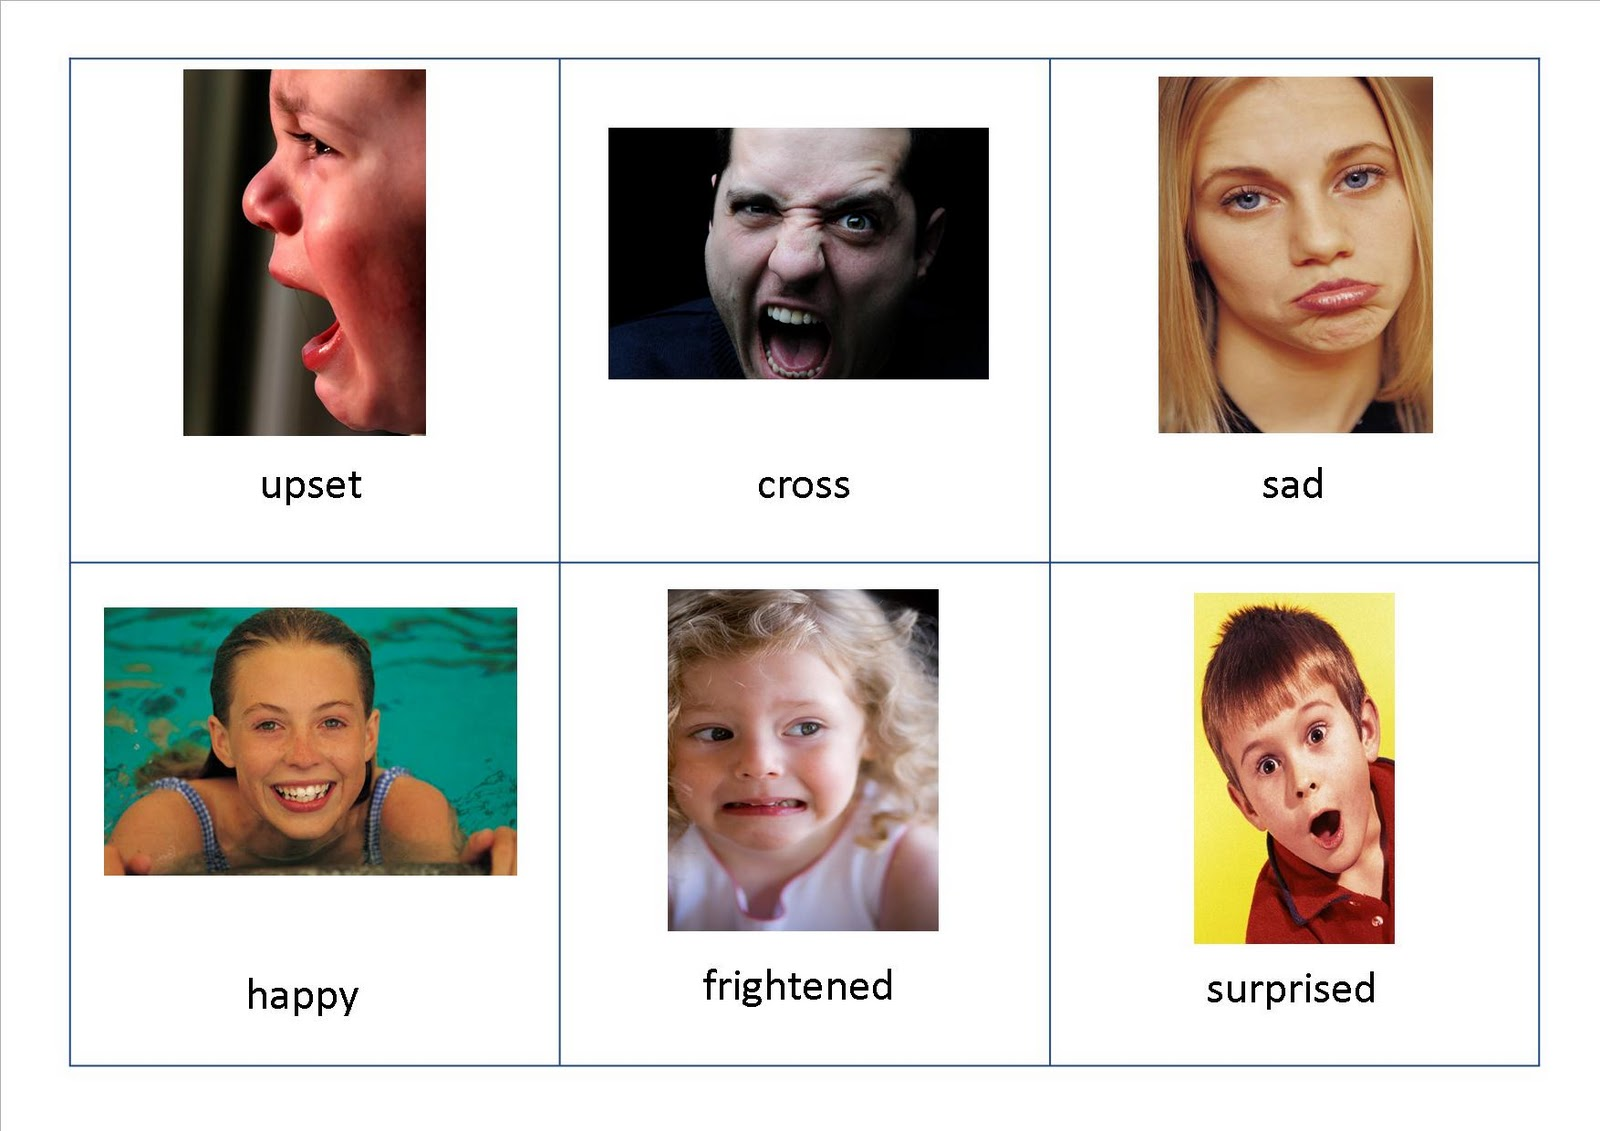 upset
cross
sad
happy
frightened
surprised